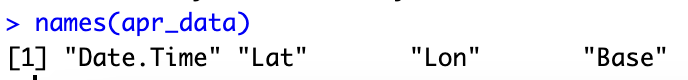 > names(apr_data)
[1] "Date.Time" "Lat"       "Lon"       "Base"